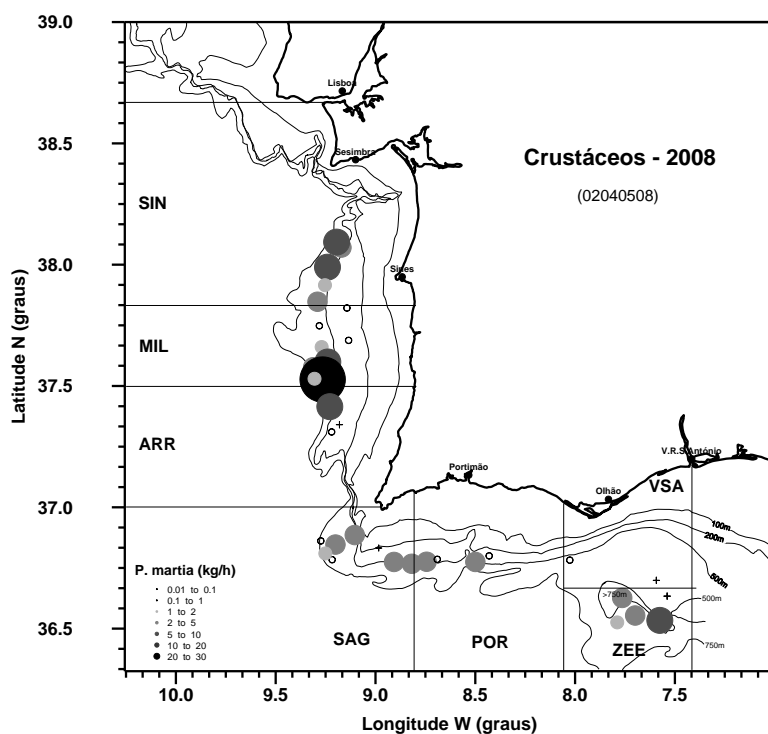 39.0
38.5
38.0
37.5
37.0
36.5
Latitude N (graus)
Lisboa
Sesimbra
Crustáceos - 2008
(02040508)
SIN
Sines
MIL
ARR
Portimão
V.R.S.António
Olhão
VSA
100m
200m
500m
P. martia (kg/h)
0.01 to 0.1
0.1 to 1
1 to 2
2 to 5
5 to 10
10 to 20
20 to 30
>750m
500m
750m
SAG
POR
ZEE
10.0
9.5
9.0
8.5
8.0
7.5
Longitude W (graus)